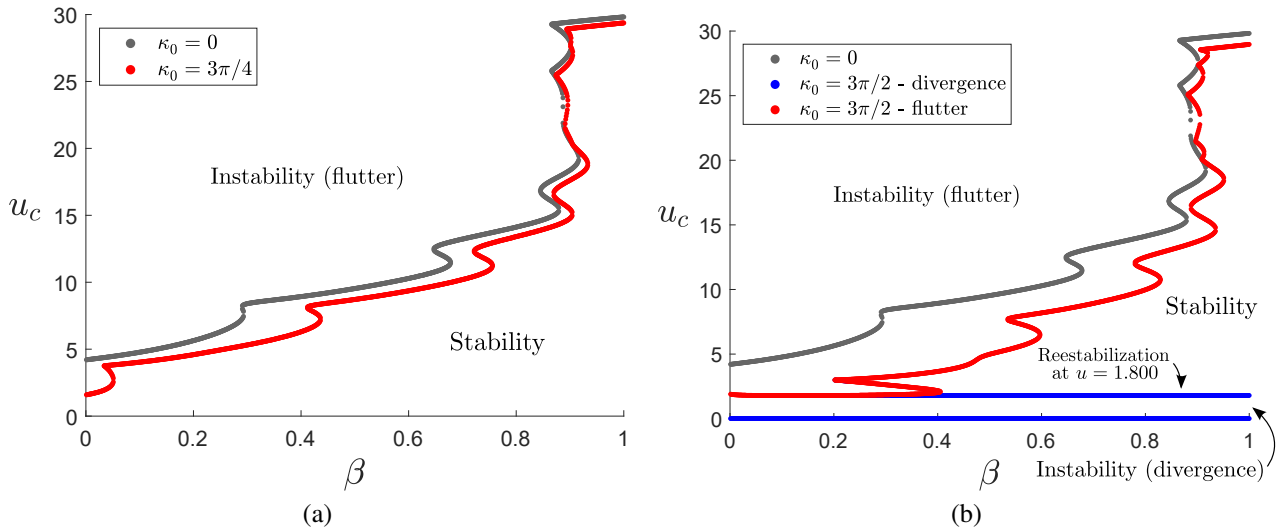 30
25
20
15
10
5
0
u_c
κ₀ = 0
κ₀ = 3π/4
Instability (flutter)
Stability
0
0.2
0.4
0.6
0.8
1
β
(a)
30
25
20
15
10
5
0
u_c
κ₀ = 0
κ₀ = 3π/2 - divergence
κ₀ = 3π/2 - flutter
Instability (flutter)
Stability
Reestabilization
at u = 1.800
0
0.2
0.4
0.6
0.8
1
β
Instability (divergence)
(b)